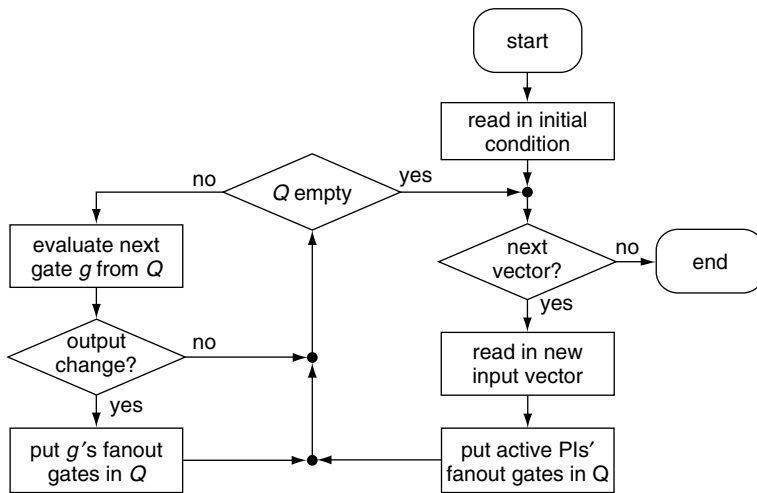 start
read in initial
condition
no
Q empty
yes
evaluate next
gate g from Q
next
vector?
no
end
yes
output
change?
no
read in new
input vector
yes
put g's fanout
gates in Q
put active PIs'
fanout gates in Q